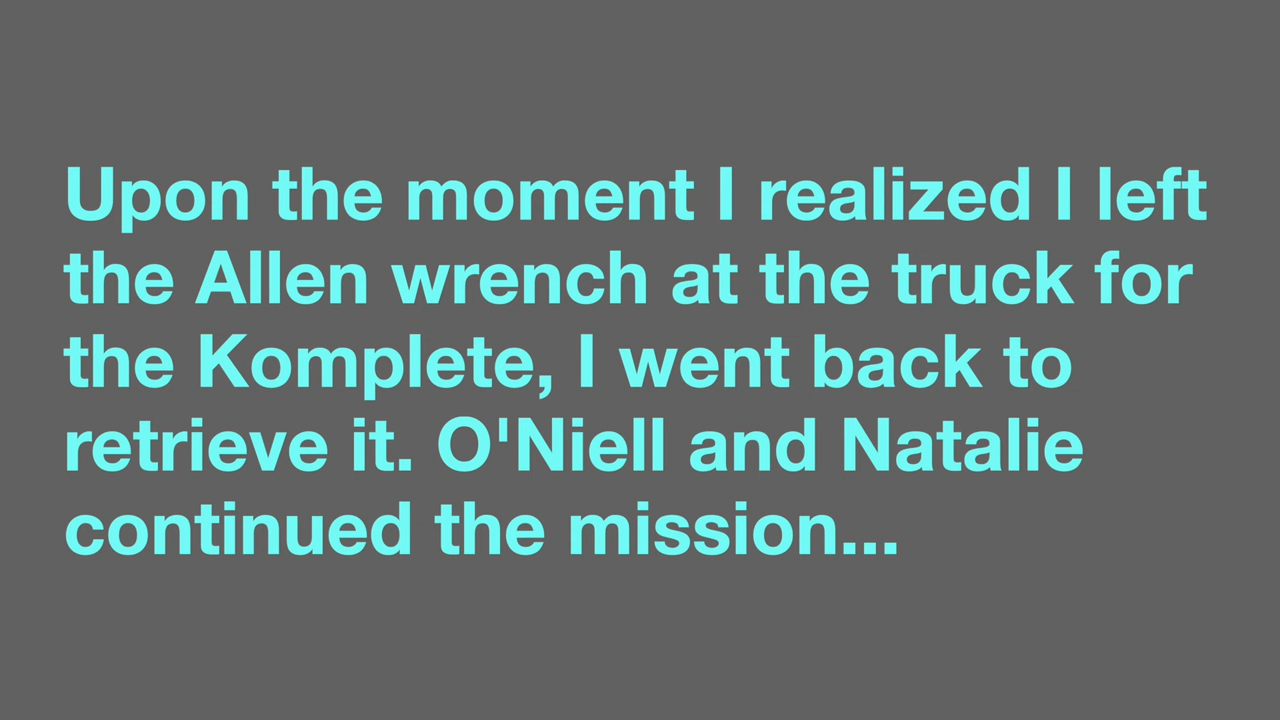 Upon the moment I realized I left
the Allen wrench at the truck for
the Komplete, I went back to
retrieve it. O'Niell and Natalie
continued the mission...